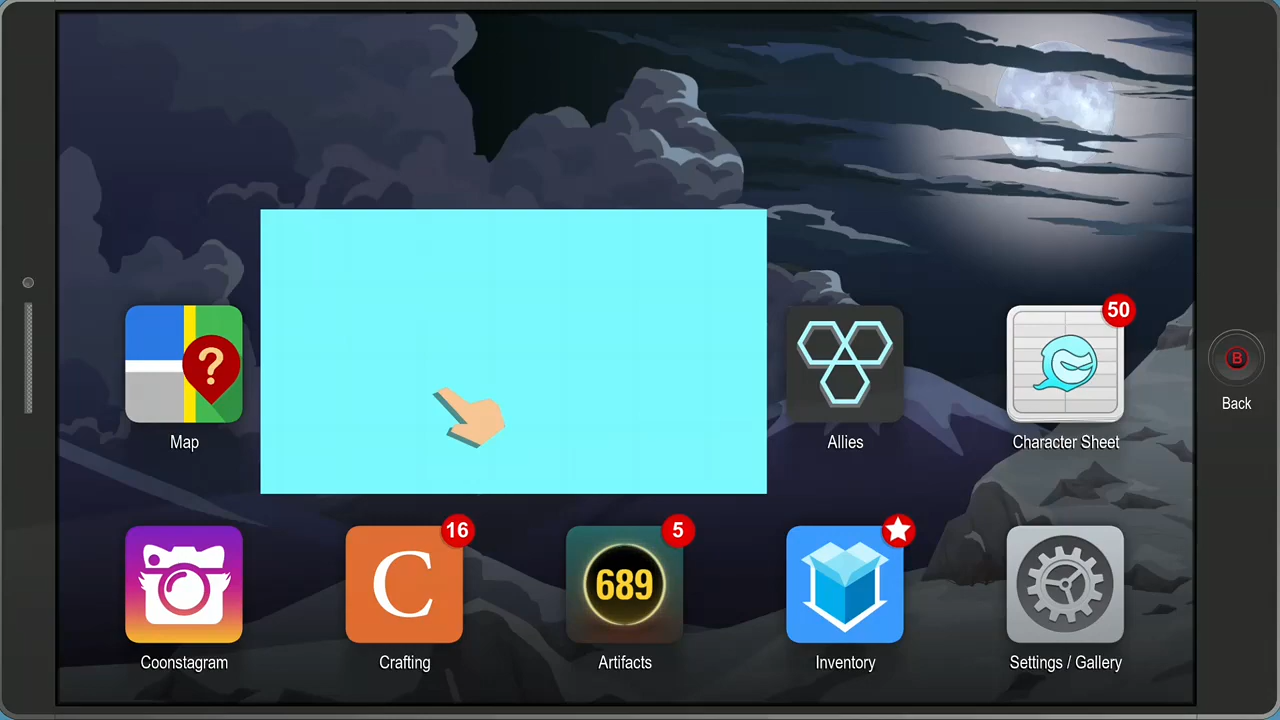 50
?
B
Back
Map
Allies
Character Sheet
16
5
C
689
Coonstagram
Crafting
Artifacts
Inventory
Settings / Gallery